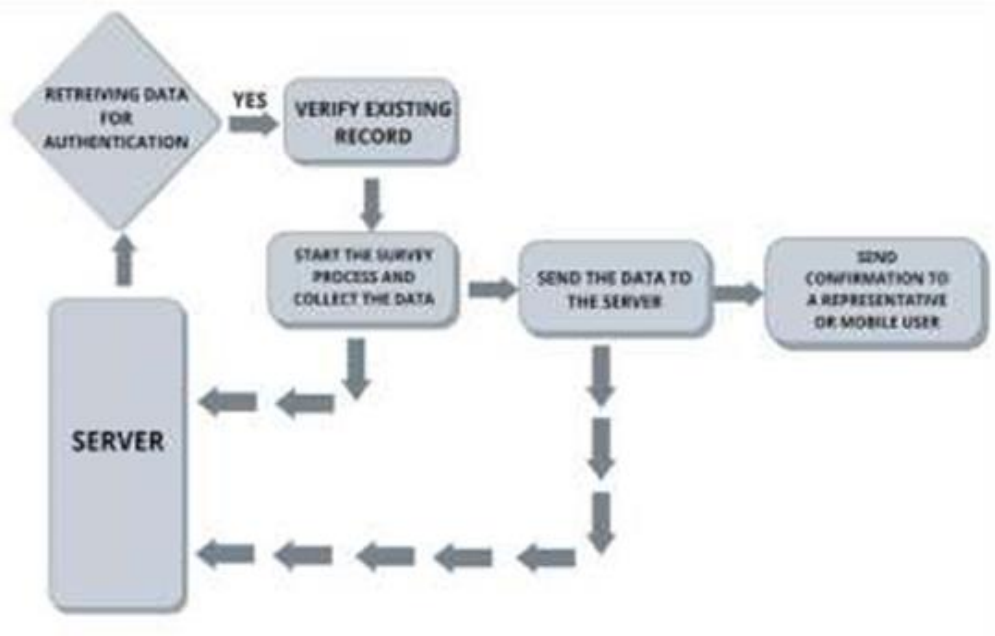 RETREIVING DATA
FOR
AUTHENTICATION
YES
VERIFY EXISTING
RECORD
START THE SURVEY
PROCESS AND
COLLECT THE DATA
SEND THE DATA TO
THE SERVER
SEND
CONFIRMATION TO
A REPRESENTATIVE
OR MOBILE USER
SERVER